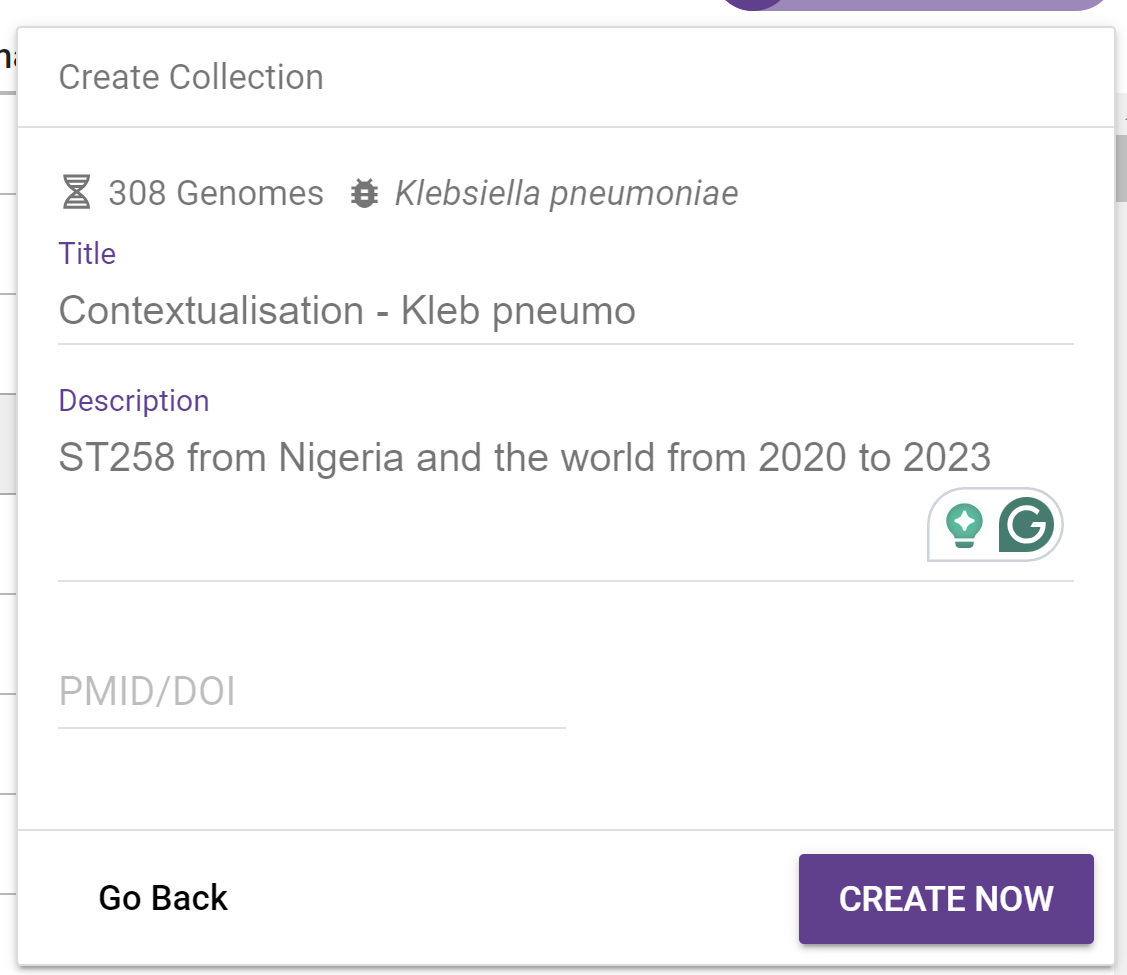 Create Collection
308 Genomes Klebsiella pneumoniae
Title
Contextualisation - Kleb pneumo
Description
ST258 from Nigeria and the world from 2020 to 2023
PMID/DOI
Go Back
CREATE NOW